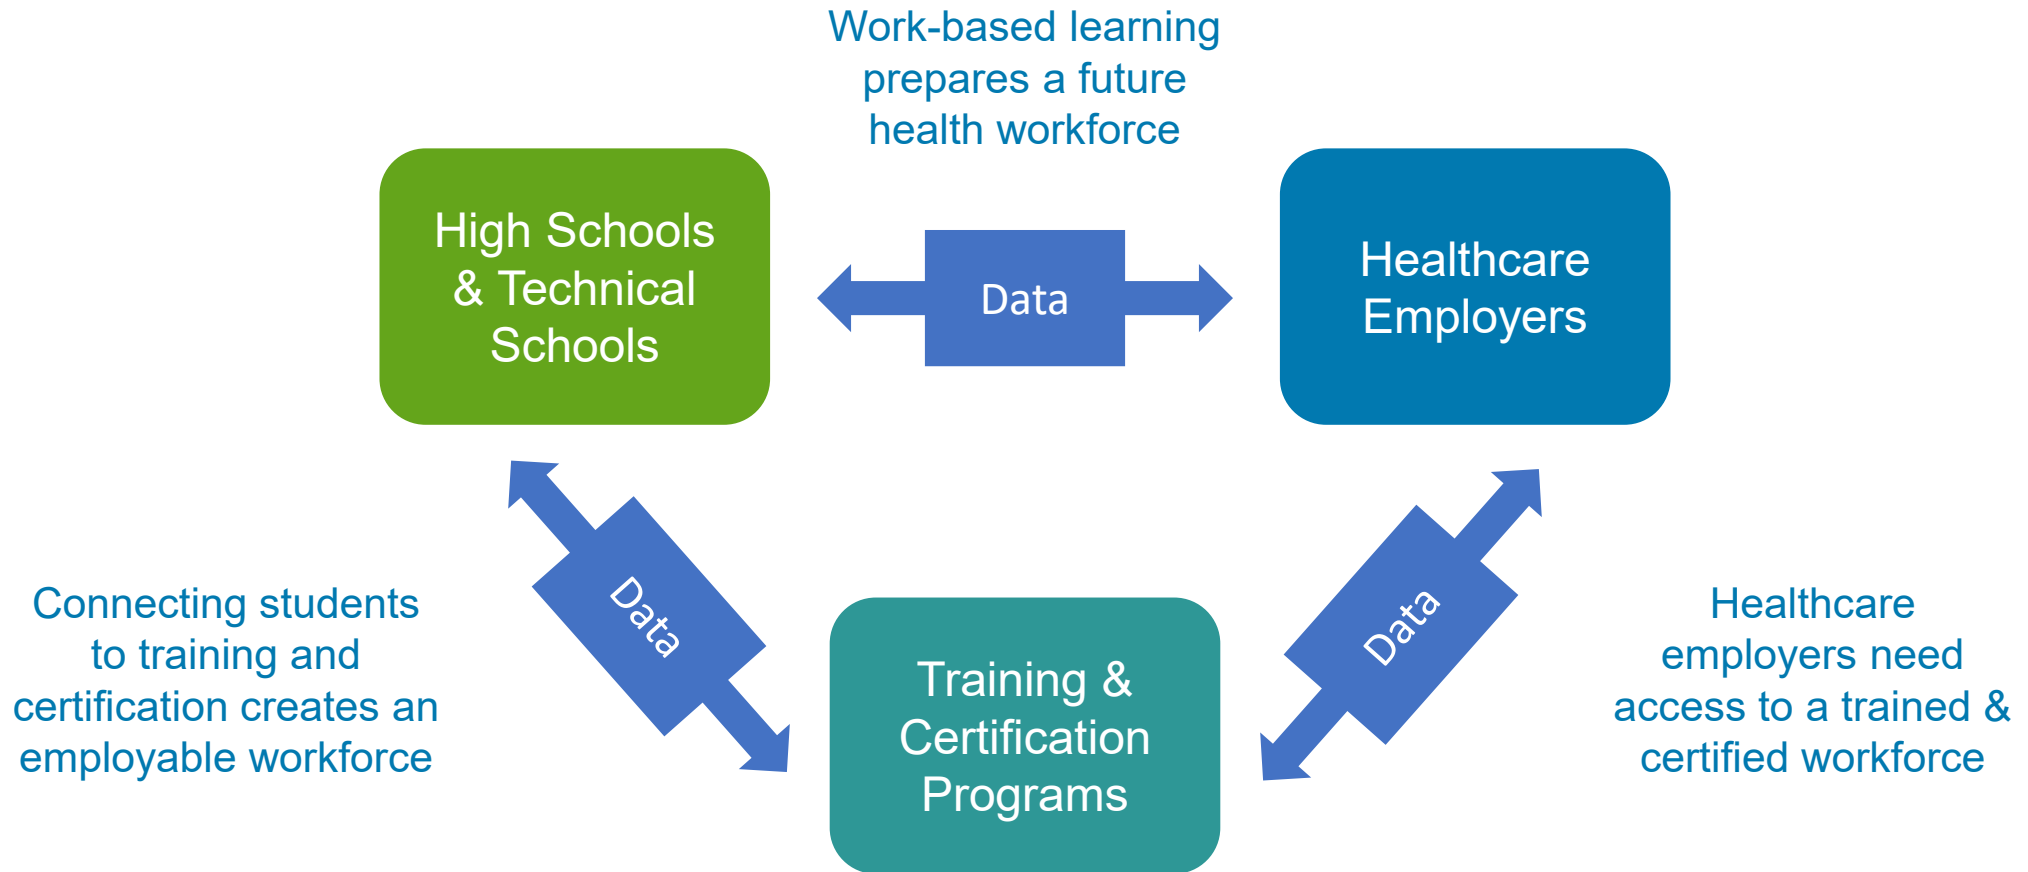 Work-based learning
prepares a future
health workforce
High Schools
& Technical
Schools
Data
Healthcare
Employers
Data
Data
Connecting students
to training and
certification creates an
employable workforce
Training &
Certification
Programs
Healthcare
employers need
access to a trained &
certified workforce